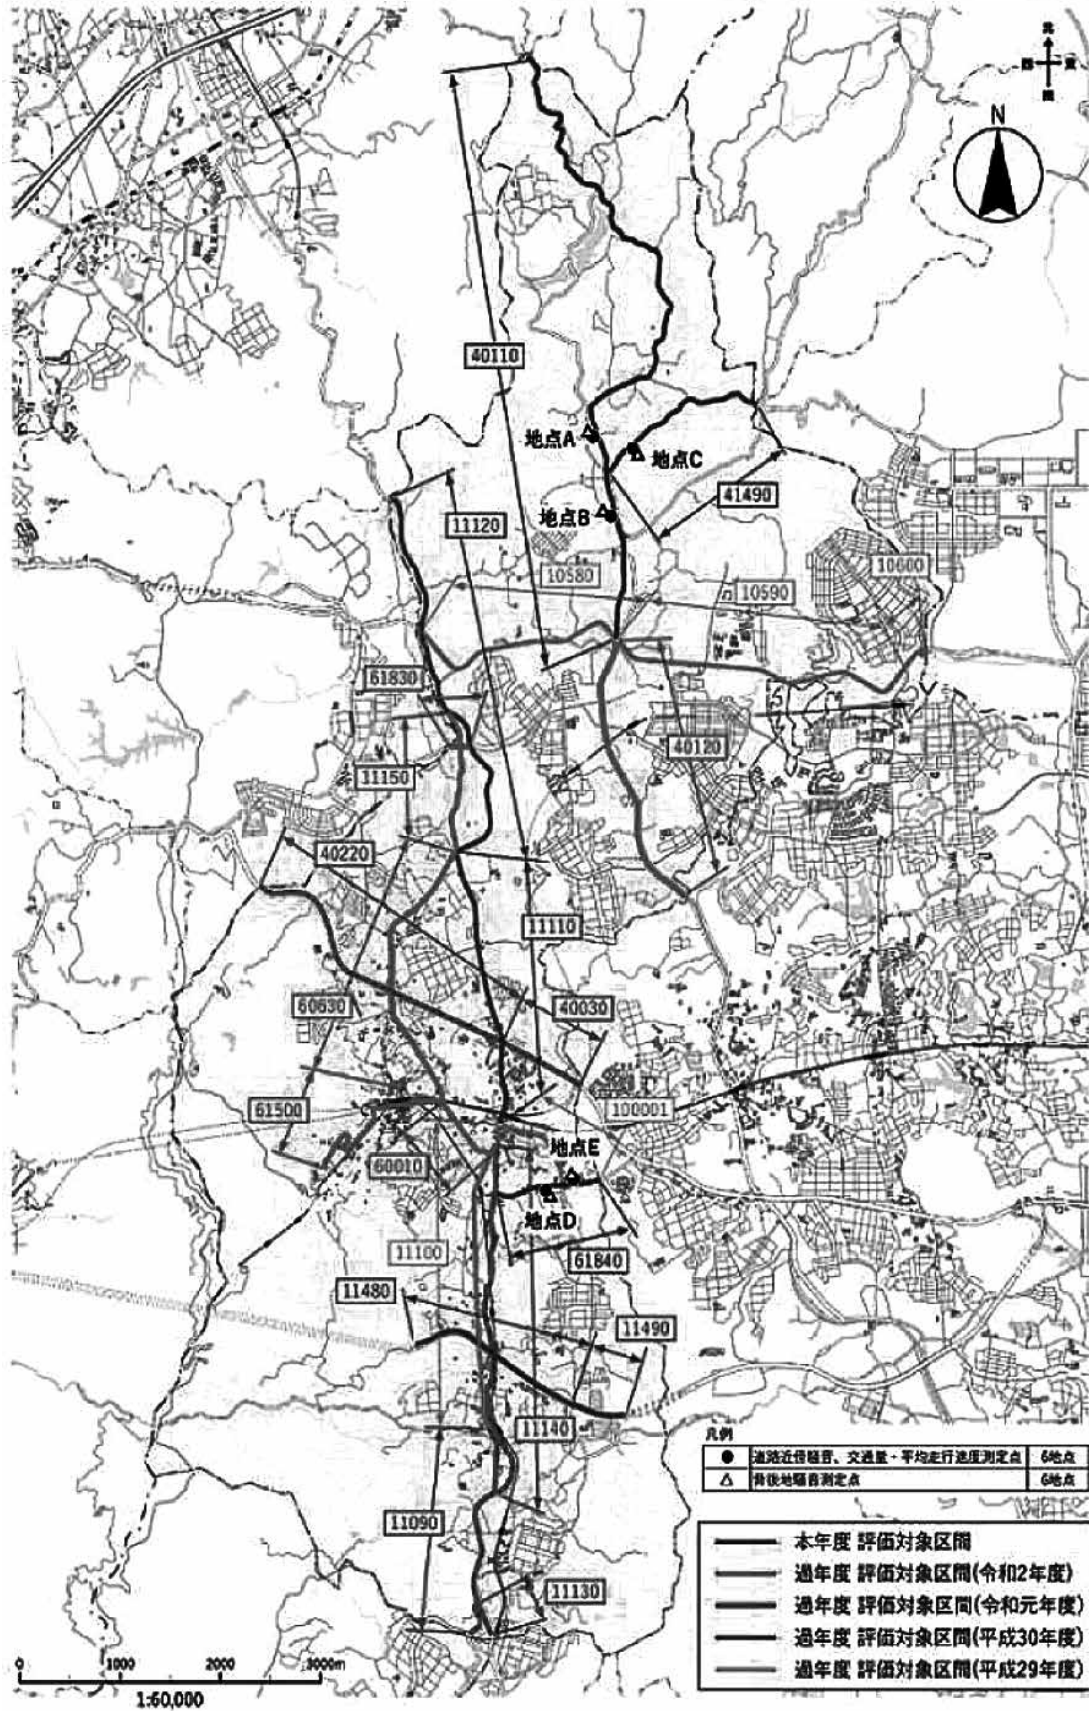 北
N
40110
地点A
地点C
41490
11120
地点B
10580
10600
10590
61830
40120
11150
40220
11110
60630
40030
61500
100001
地点E
60010
地点D
11100
61840
11480
11490
11140
凡例
● 道路近傍騒音、交通量・平均走行速度測定点 6地点
△ 背後地騒音測定点 6地点
11090
本年度 評価対象区間
過年度 評価対象区間(令和2年度)
過年度 評価対象区間(令和元年度)
過年度 評価対象区間(平成30年度)
過年度 評価対象区間(平成29年度)
11130
0 1000 2000 3000m
1:60,000